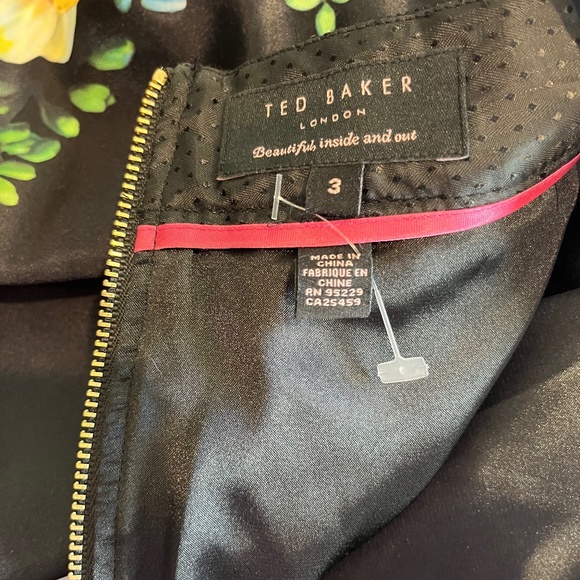 TED BAKER
LONDON
Beautiful, inside and out
3
MADE IN
CHINA
FABRIQUE EN
CHINE
RN 95229
CA25459